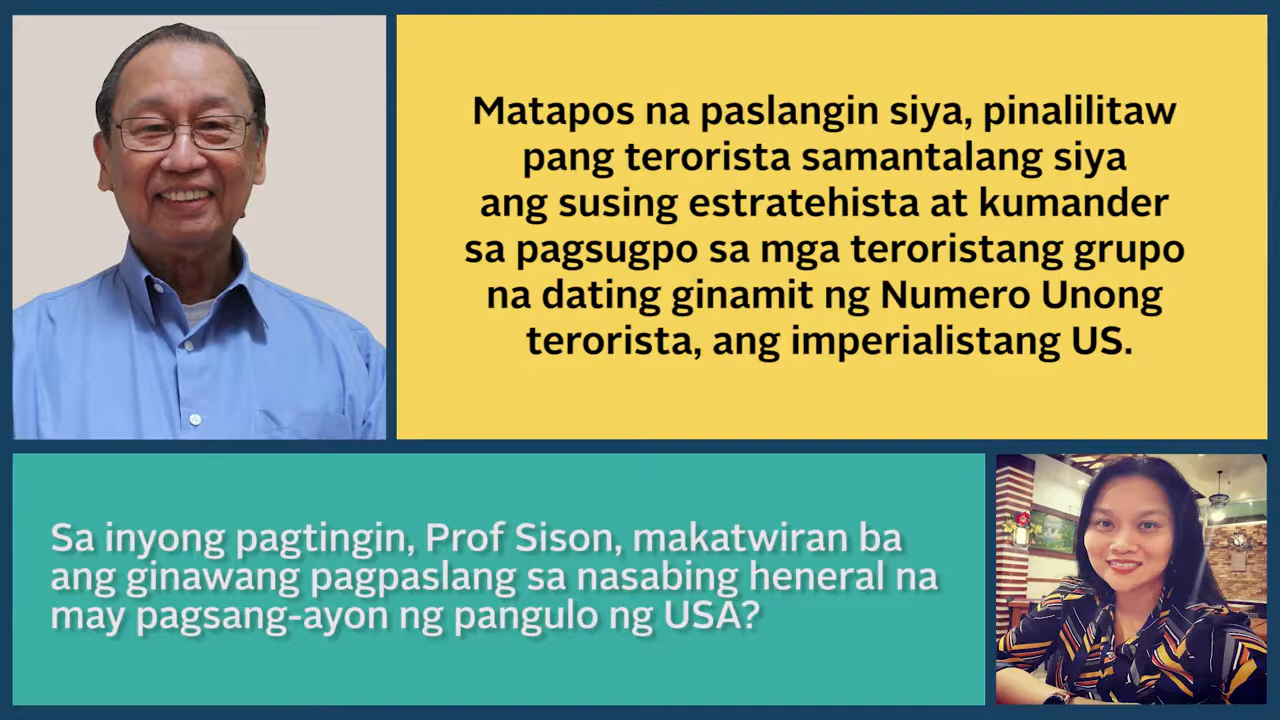 Matapos na paslangin siya, pinalilitaw
pang terorista samantalang siya
ang susing estratehista at kumander
sa pagsugpo sa mga teroristang grupo
na dating ginamit ng Numero Unong
terorista, ang imperialistang US.
Sa inyong pagtingin, Prof Sison, makatwiran ba
ang ginawang pagpaslang sa nasabing heneral na
may pagsang-ayon ng pangulo ng USA?